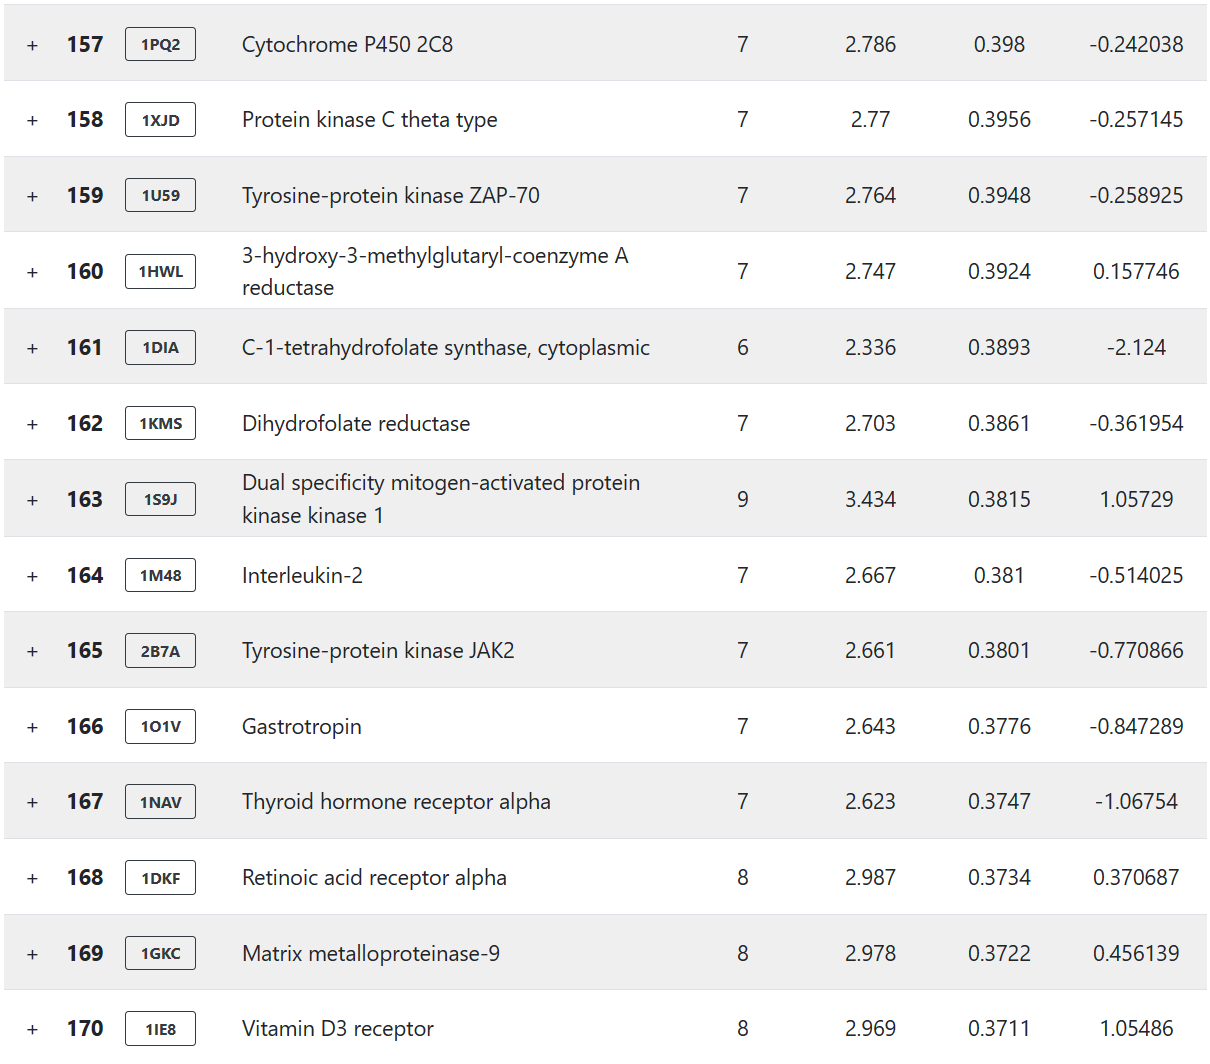 + 157 1PQ2 Cytochrome P450 2C8 7 2.786 0.398 -0.242038
+ 158 1XJD Protein kinase C theta type 7 2.77 0.3956 -0.257145
+ 159 1U59 Tyrosine-protein kinase ZAP-70 7 2.764 0.3948 -0.258925
3-hydroxy-3-methylglutaryl-coenzyme A
+ 160 1HWL reductase 7 2.747 0.3924 0.157746
+ 161 1DIA C-1-tetrahydrofolate synthase, cytoplasmic 6 2.336 0.3893 -2.124
+ 162 1KMS Dihydrofolate reductase 7 2.703 0.3861 -0.361954
Dual specificity mitogen-activated protein
+ 163 1S9J kinase kinase 1 9 3.434 0.3815 1.05729
+ 164 1M48 Interleukin-2 7 2.667 0.381 -0.514025
+ 165 2B7A Tyrosine-protein kinase JAK2 7 2.661 0.3801 -0.770866
+ 166 1O1V Gastrotropin 7 2.643 0.3776 -0.847289
+ 167 1NAV Thyroid hormone receptor alpha 7 2.623 0.3747 -1.06754
+ 168 1DKF Retinoic acid receptor alpha 8 2.987 0.3734 0.370687
+ 169 1GKC Matrix metalloproteinase-9 8 2.978 0.3722 0.456139
+ 170 1IE8 Vitamin D3 receptor 8 2.969 0.3711 1.05486